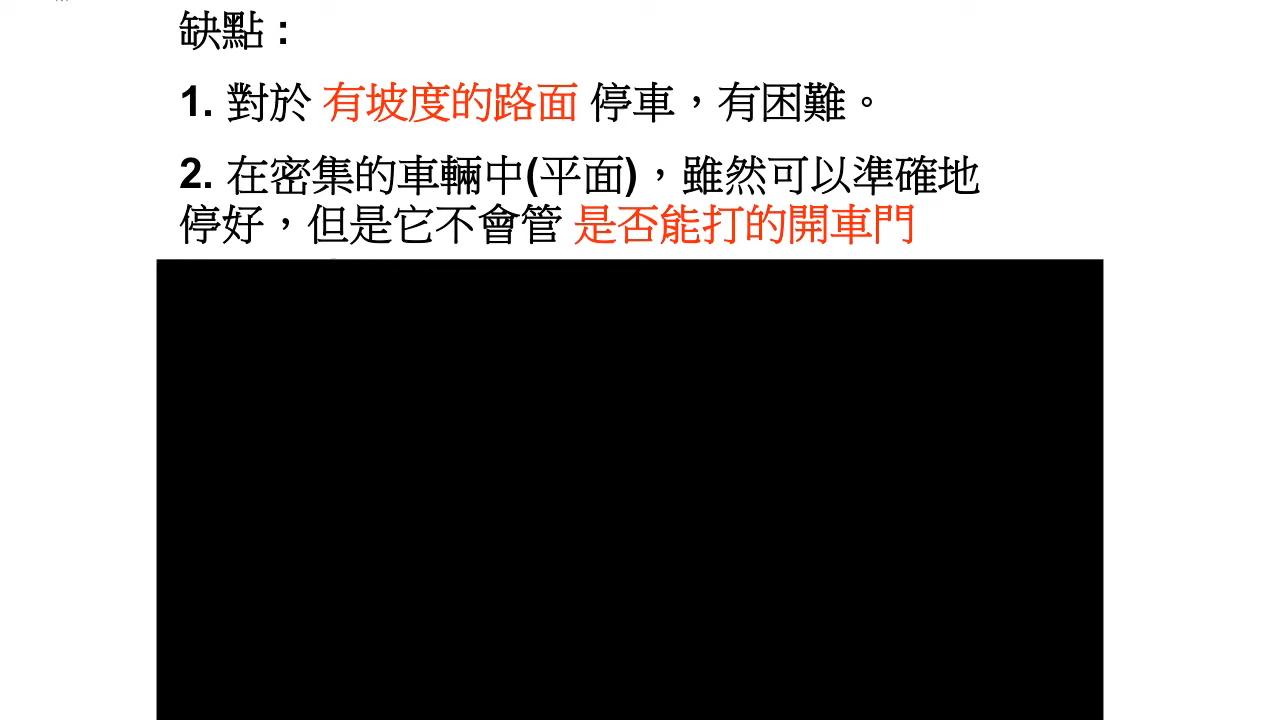 缺點：
1. 對於 有坡度的路面 停車，有困難。
2. 在密集的車輛中(平面)，雖然可以準確地
停好，但是它不會管 是否能打的開車門